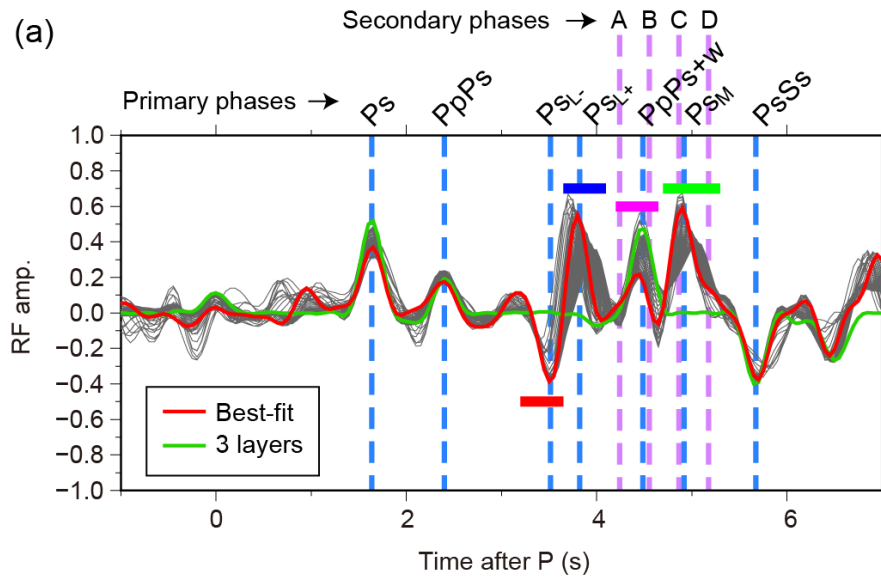 (a)
Secondary phases → A B C D
Primary phases → Ps PpPs PsL- PsL+ PpPs+w PsM PsSs
1.0
0.8
0.6
0.4
0.2
0.0
−0.2
−0.4
−0.6
−0.8
−1.0
RF amp.
Best-fit
3 layers
0 2 4 6
Time after P (s)